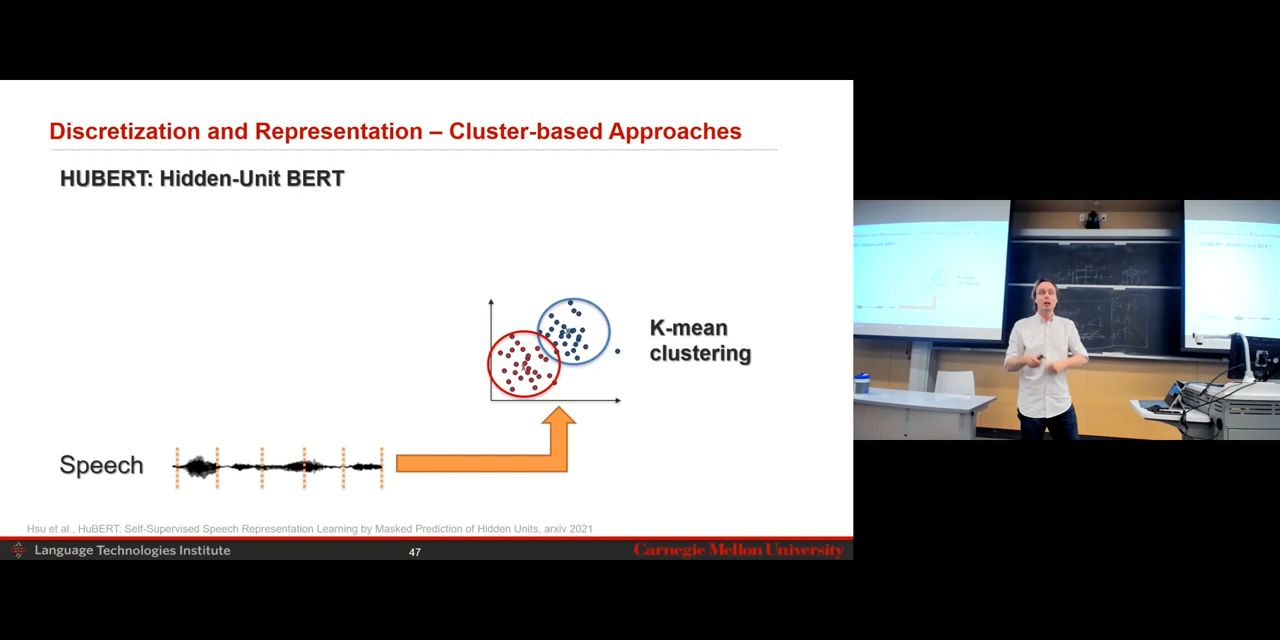 Discretization and Representation – Cluster-based Approaches
HUBERT: Hidden-Unit BERT
K-mean
clustering
Speech
Hsu et al., HuBERT: Self-Supervised Speech Representation Learning by Masked Prediction of Hidden Units, arxiv 2021
Language Technologies Institute
47
Carnegie Mellon University